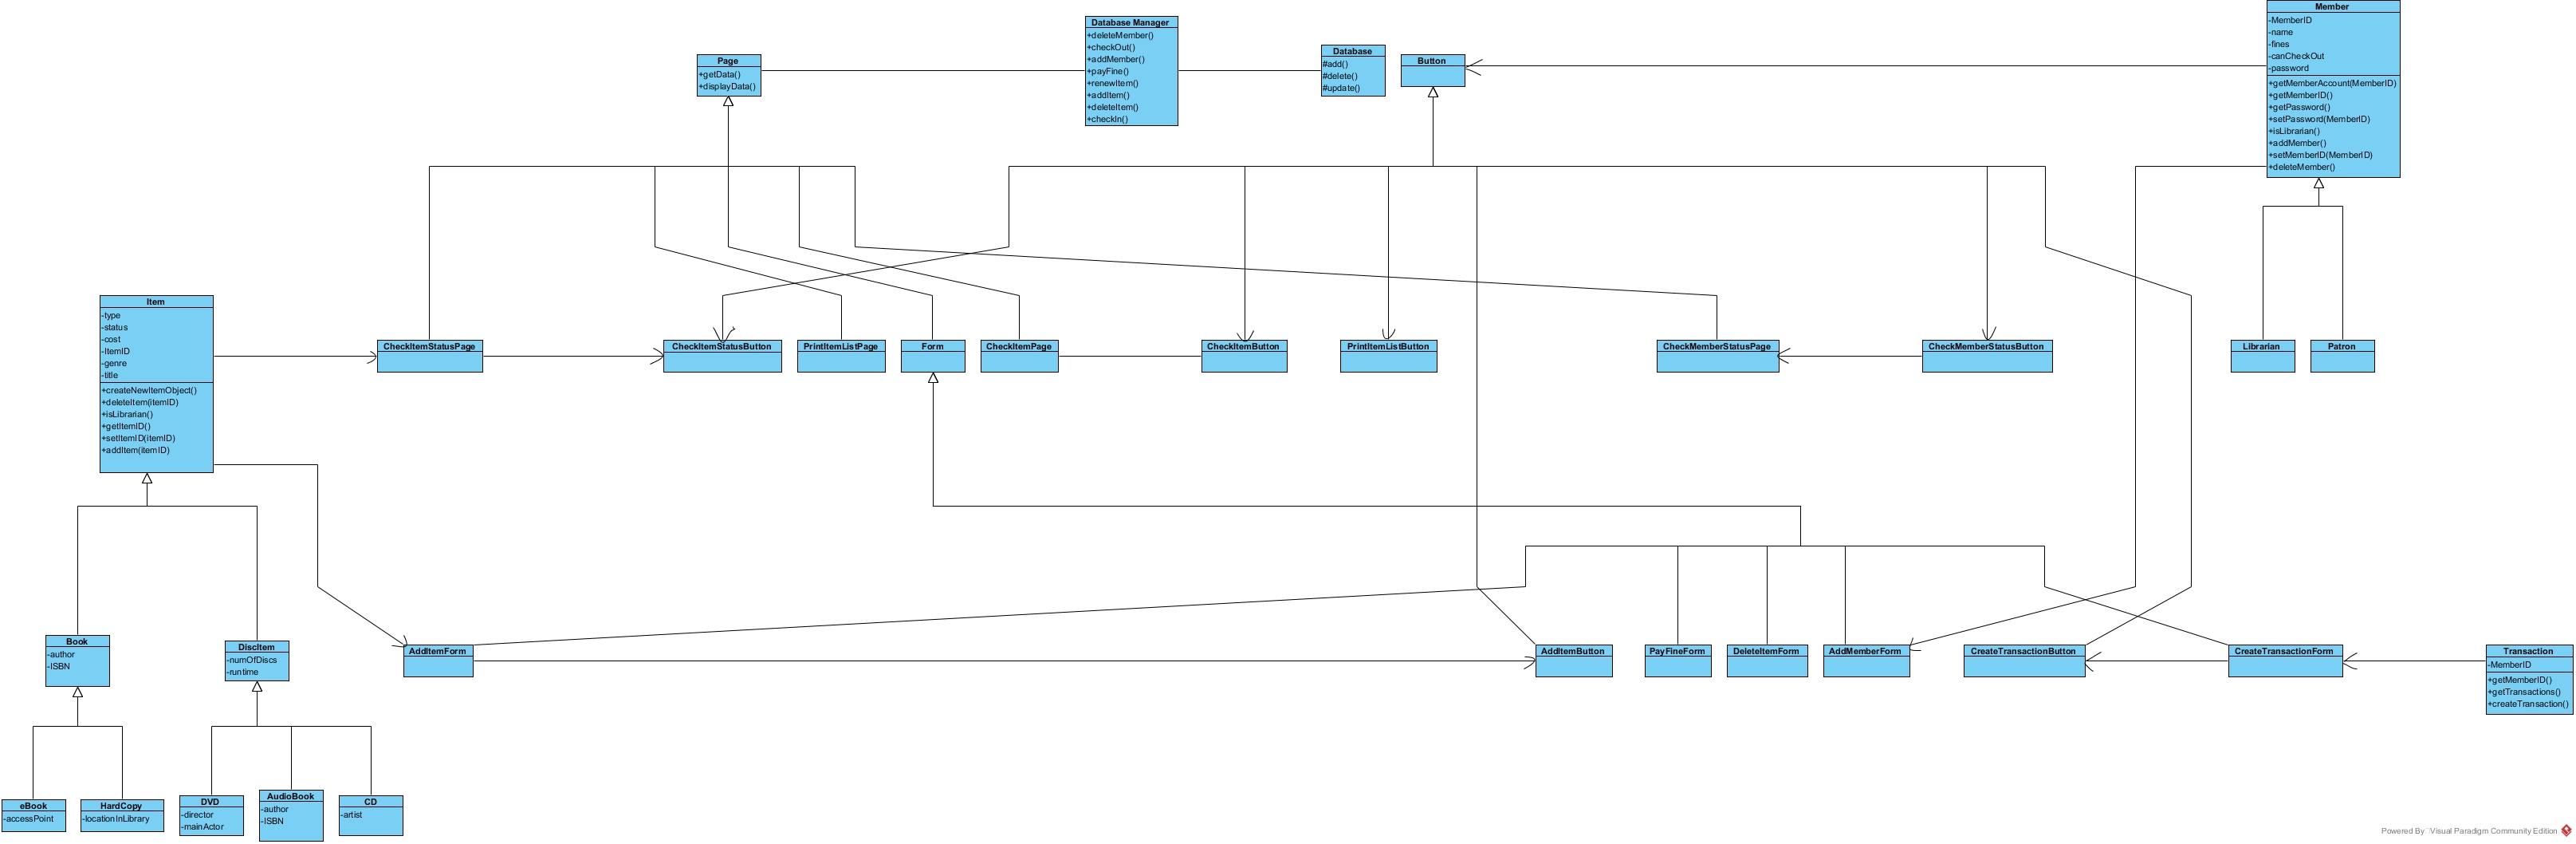 Member
-MemberID
-name
-fines
-canCheckOut
-password
+getMemberAccount(MemberID)
+getMemberID()
+getPassword()
+setPassword(MemberID)
+isLibrarian()
+addMember()
+setMemberID(MemberID)
+deleteMember()
Database Manager
+deleteMember()
+checkOut()
+addMember()
+payFine()
+renewItem()
+addItem()
+deleteItem()
+checkIn()
Database
#add()
#delete()
#update()
Page
+getData()
+displayData()
Button
Item
-type
-status
-cost
-ItemID
-genre
-title
+createNewItemObject()
+deleteItem(itemID)
+isLibrarian()
+getItemID()
+setItemID(itemID)
+addItem(itemID)
CheckItemStatusPage
CheckItemStatusButton
PrintItemListPage
Form
CheckItemPage
CheckItemButton
PrintItemListButton
CheckMemberStatusPage
CheckMemberStatusButton
Librarian
Patron
Book
-author
-ISBN
DiscItem
-numOfDiscs
-runtime
AddItemForm
AddItemButton
PayFineForm
DeleteItemForm
AddMemberForm
CreateTransactionButton
CreateTransactionForm
Transaction
-MemberID
+getMemberID()
+getTransactions()
+createTransaction()
eBook
-accessPoint
HardCopy
-locationInLibrary
DVD
-director
-mainActor
AudioBook
-author
-ISBN
CD
-artist
Powered By Visual Paradigm Community Edition